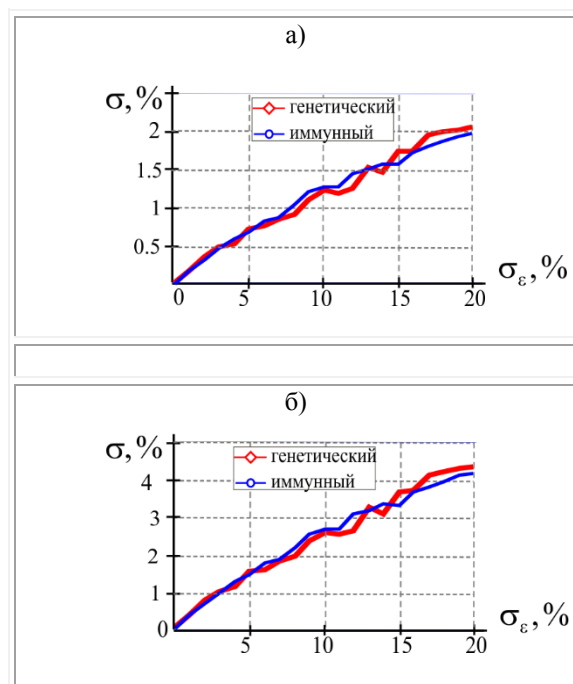 а)
σ, %
генетический
иммунный
2
1.5
1
0.5
0 5 10 15 20
σε, %
б)
σ, %
генетический
иммунный
4
3
2
1
0
5 10 15 20
σε, %